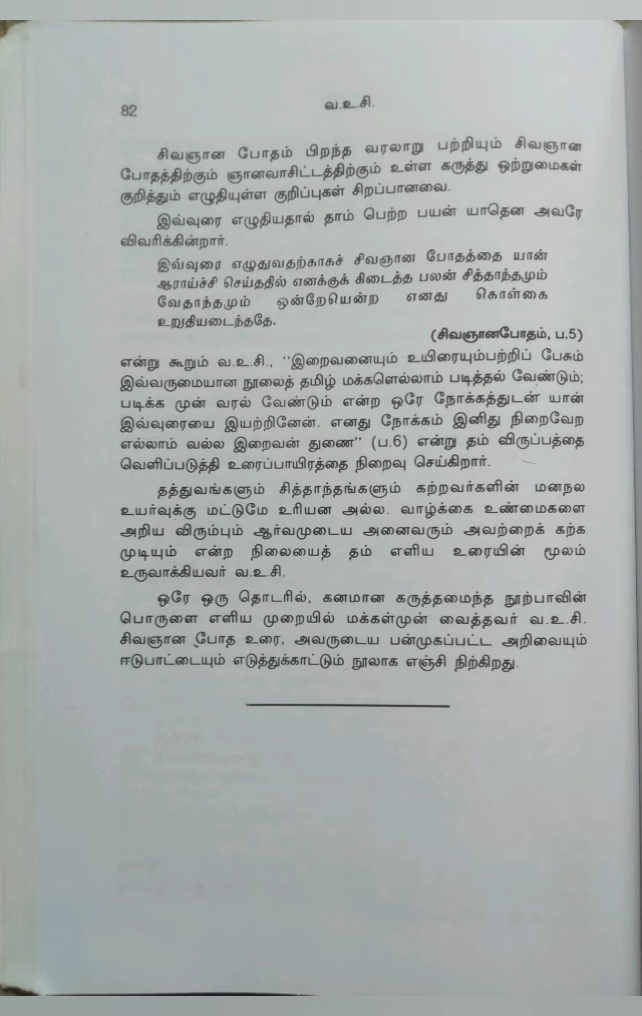 82
வ.உ.சி.
சிவஞான போதம் பிறந்த வரலாறு பற்றியும் சிவஞான
போதத்திற்கும் ஞானவாசிட்டத்திற்கும் உள்ள கருத்து ஒற்றுமைகள்
குறித்தும் எழுதியுள்ள குறிப்புகள் சிறப்பானவை.
இவ்வுரை எழுதியதால் தாம் பெற்ற பயன் யாதென அவரே
விவரிக்கின்றார்.
இவ்வுரை எழுதுவதற்காகச் சிவஞான போதத்தை யான்
ஆராய்ச்சி செய்ததில் எனக்குக் கிடைத்த பலன் சித்தாந்தமும்
வேதாந்தமும் ஒன்றேயென்ற எனது கொள்கை
உறுதியடைந்ததே.
(சிவஞானபோதம், ப.5)
என்று கூறும் வ.உ.சி., "இறைவனையும் உயிரையும்பற்றிப் பேசும்
இவ்வருமையான நூலைத் தமிழ் மக்களெல்லாம் படித்தல் வேண்டும்;
படிக்க முன் வரல் வேண்டும் என்ற ஒரே நோக்கத்துடன் யான்
இவ்வுரையை இயற்றினேன். எனது நோக்கம் இனிது நிறைவேற
எல்லாம் வல்ல இறைவன் துணை" (ப.6) என்று தம் விருப்பத்தை
வெளிப்படுத்தி உரைப்பாயிரத்தை நிறைவு செய்கிறார்.
தத்துவங்களும் சித்தாந்தங்களும் கற்றவர்களின் மனநல
உயர்வுக்கு மட்டுமே உரியன அல்ல. வாழ்க்கை உண்மைகளை
அறிய விரும்பும் ஆர்வமுடைய அனைவரும் அவற்றைக் கற்க
முடியும் என்ற நிலையைத் தம் எளிய உரையின் மூலம்
உருவாக்கியவர் வ.உ.சி.
ஒரே ஒரு தொடரில், கனமான கருத்தமைந்த நூற்பாவின்
பொருளை எளிய முறையில் மக்கள்முன் வைத்தவர் வ.உ.சி.
சிவஞான போத உரை, அவருடைய பன்முகப்பட்ட அறிவையும்
ஈடுபாட்டையும் எடுத்துக்காட்டும் நூலாக எஞ்சி நிற்கிறது.